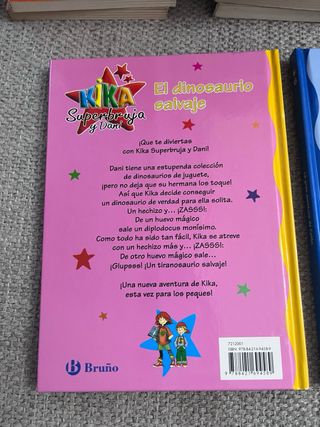 KIKA
Superbruja
y Dani
El dinosaurio
salvaje
¡Que te diviertas
con Kika Superbruja y Dani!
Dani tiene una estupenda colección
de dinosaurios de juguete,
¡pero no deja que su hermana los toque!
Así que Kika decide conseguir
un dinosaurio de verdad para ella solita.
Un hechizo y... ¡ZASSS!:
De un huevo mágico
sale un diplodocus monísimo.
Como todo ha sido tan fácil, Kika se atreve
con un hechizo más y... ¡ZASSS!:
De otro huevo mágico sale...
¡Glupsss! ¡Un tiranosaurio salvaje!
¡Una nueva aventura de Kika,
esta vez para los peques!
Bruño